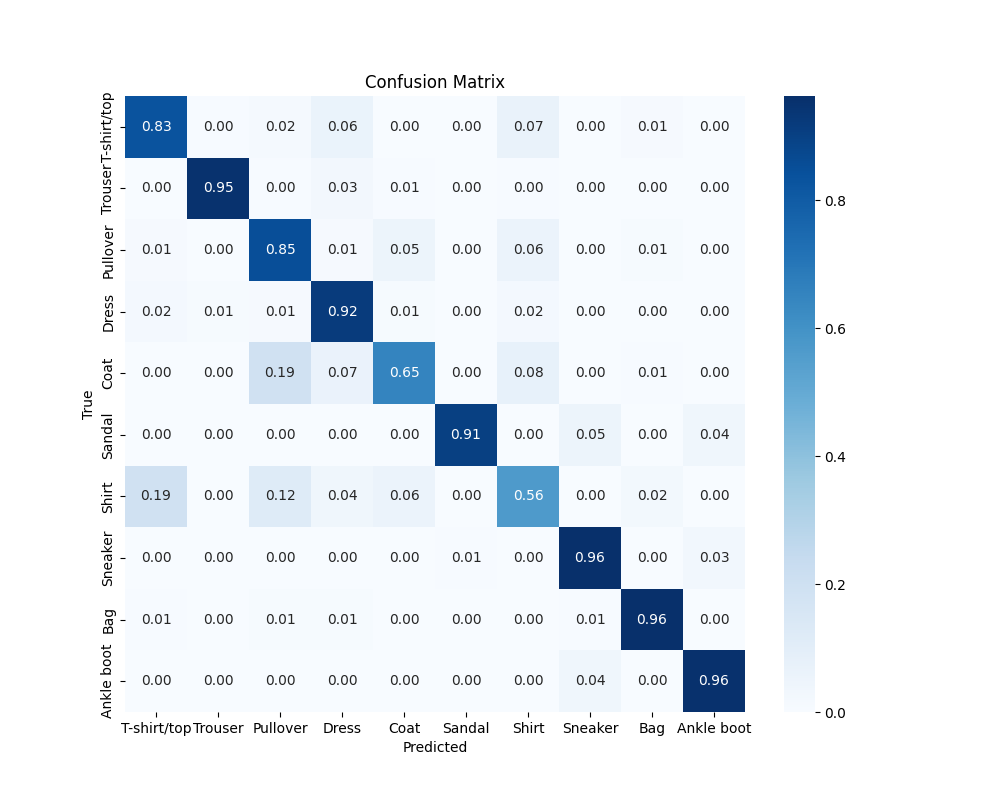 Confusion Matrix
T-shirt/top 0.83 0.00 0.02 0.06 0.00 0.00 0.07 0.00 0.01 0.00
Trouser 0.00 0.95 0.00 0.03 0.01 0.00 0.00 0.00 0.00 0.00
Pullover 0.01 0.00 0.85 0.01 0.05 0.00 0.06 0.00 0.01 0.00
Dress 0.02 0.01 0.01 0.92 0.01 0.00 0.02 0.00 0.00 0.00
Coat 0.00 0.00 0.19 0.07 0.65 0.00 0.08 0.00 0.01 0.00
Sandal 0.00 0.00 0.00 0.00 0.00 0.91 0.00 0.05 0.00 0.04
Shirt 0.19 0.00 0.12 0.04 0.06 0.00 0.56 0.00 0.02 0.00
Sneaker 0.00 0.00 0.00 0.00 0.00 0.01 0.00 0.96 0.00 0.03
Bag 0.01 0.00 0.01 0.01 0.00 0.00 0.00 0.01 0.96 0.00
Ankle boot 0.00 0.00 0.00 0.00 0.00 0.00 0.00 0.04 0.00 0.96
True
T-shirt/top Trouser Pullover Dress Coat Sandal Shirt Sneaker Bag Ankle boot
Predicted
0.8
0.6
0.4
0.2
0.0